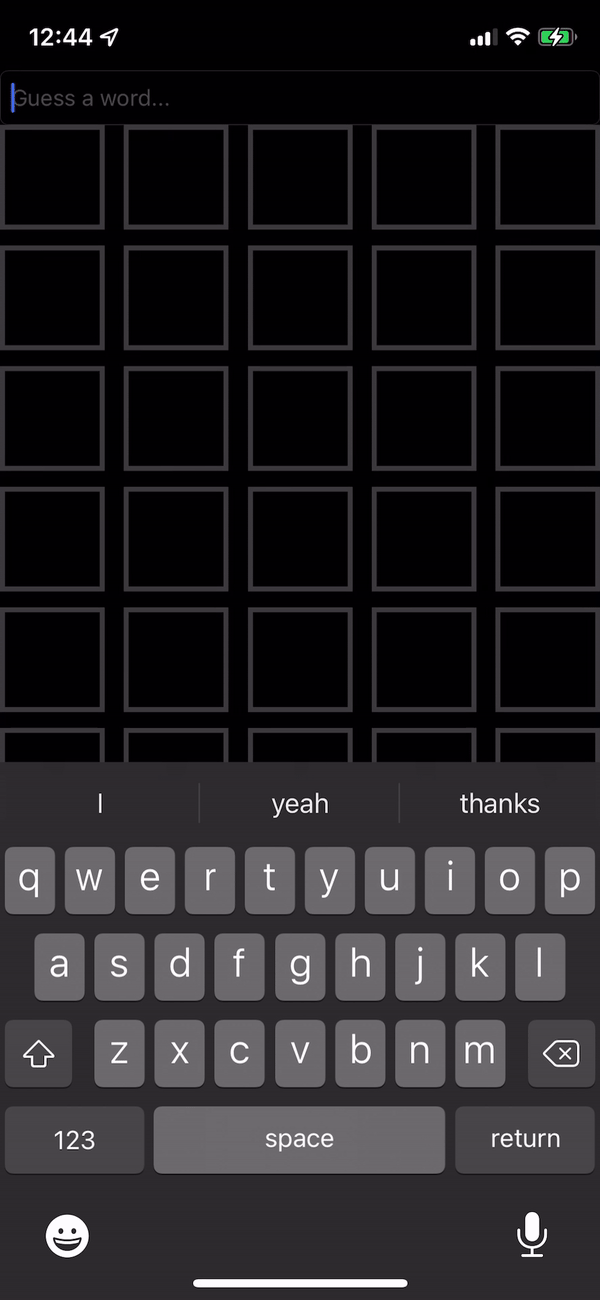 12:44
Guess a word...
I yeah thanks
q w e r t y u i o p
a s d f g h j k l
z x c v b n m
123 space return